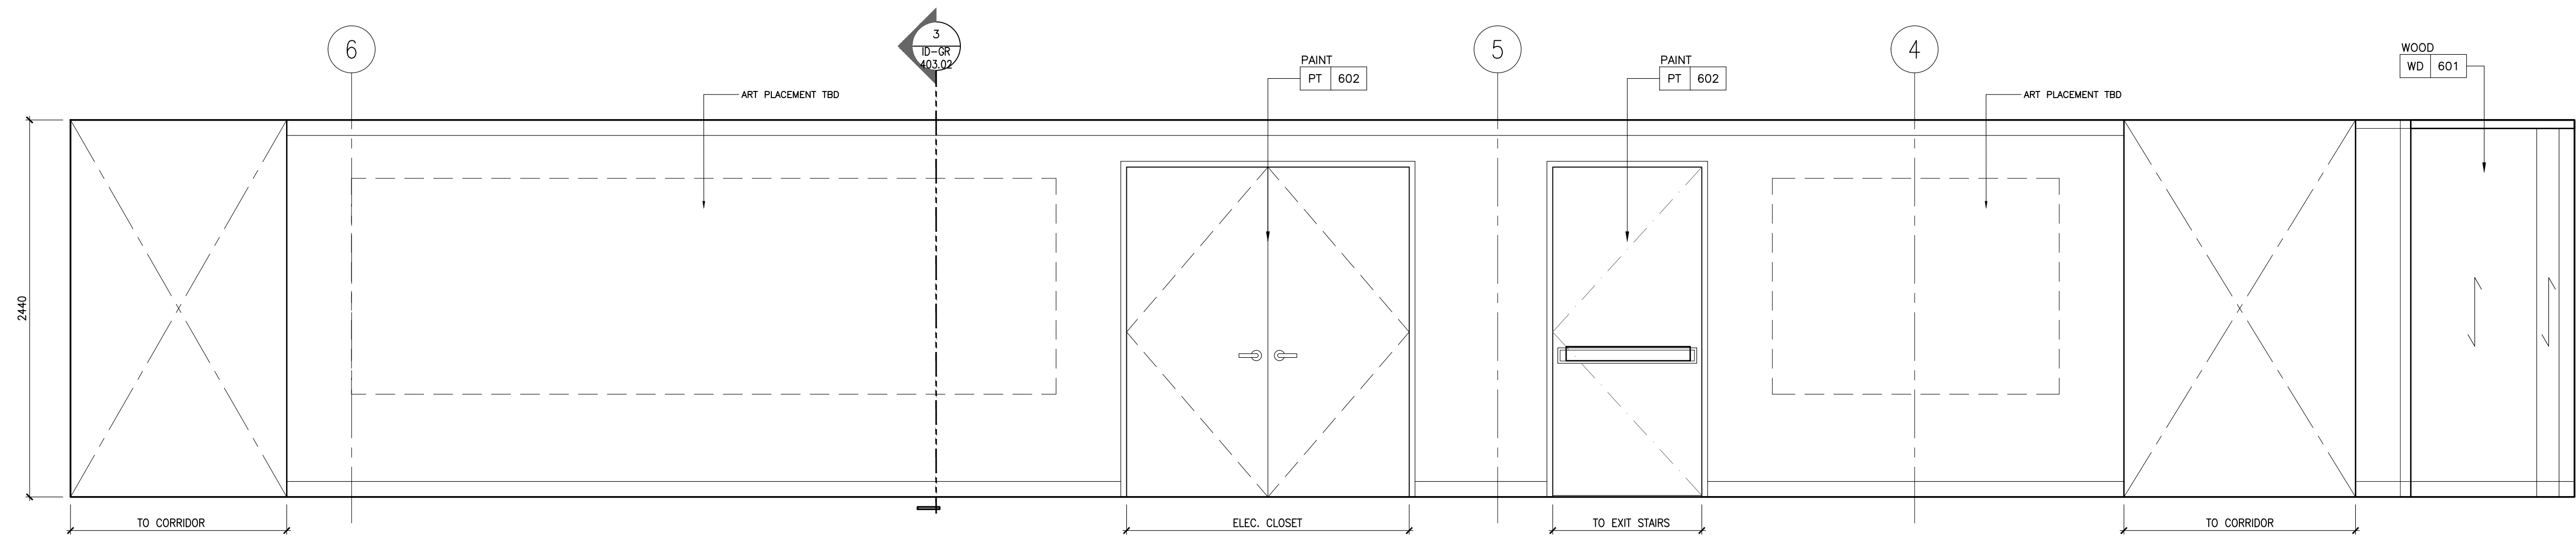 6
3
ID-GR
403.02
5
4
PAINT
PT 602
PAINT
PT 602
WOOD
WD 601
ART PLACEMENT TBD
ART PLACEMENT TBD
2440
X
X
TO CORRIDOR
ELEC. CLOSET
TO EXIT STAIRS
TO CORRIDOR